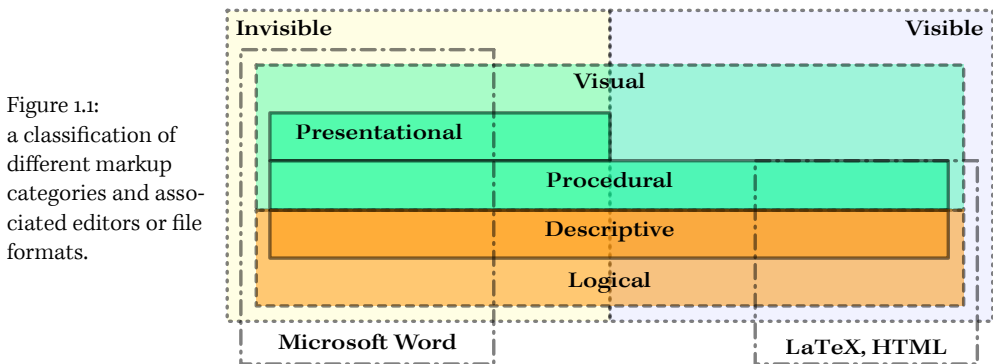 Figure 1.1:
a classification of
different markup
categories and asso-
ciated editors or file
formats.
Invisible
Visible
Visual
Presentational
Procedural
Descriptive
Logical
Microsoft Word
LaTeX, HTML